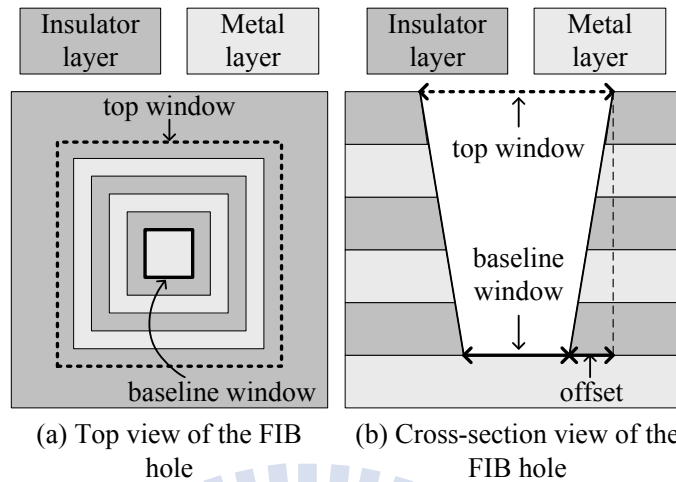 Insulator layer
Metal layer
Insulator layer
Metal layer
top window
baseline window
top window
baseline window
offset
(a) Top view of the FIB hole
(b) Cross-section view of the FIB hole